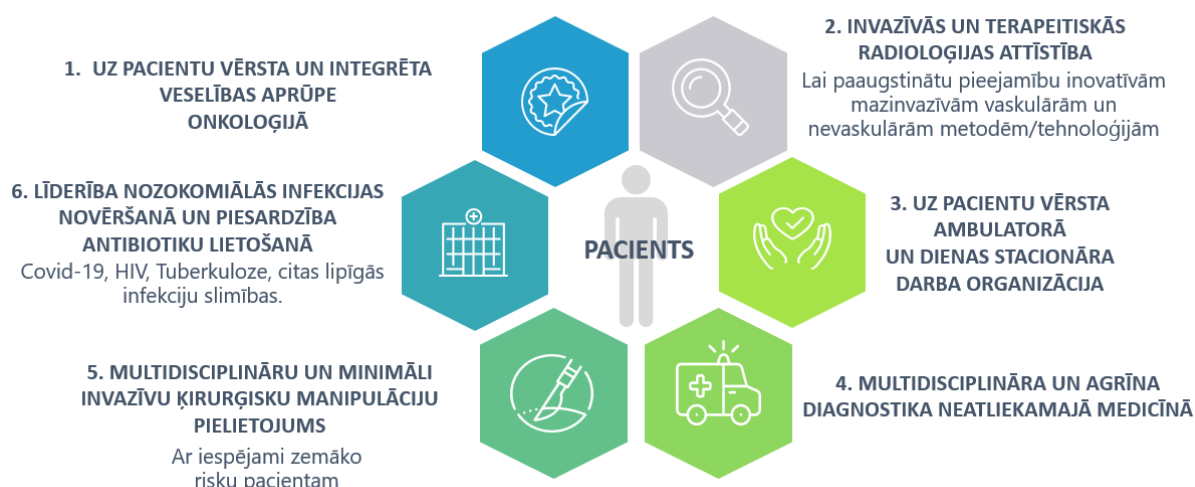 1. UZ PACIENTU VĒRSTA UN INTEGRĒTA
VESELĪBAS APRŪPE
ONKOLOĢIJĀ
2. INVAZĪVĀS UN TERAPEITISKĀS
RADIOLOĢIJAS ATTĪSTĪBA
Lai paaugstinātu pieejamību inovatīvām
mazinvazīvām vaskulārām un
nevaskulārām metodēm/tehnoloģijām
3. UZ PACIENTU VĒRSTA
AMBULATORĀ
UN DIENAS STACIONĀRA
DARBA ORGANIZĀCIJA
4. MULTIDISCIPLINĀRA UN AGRĪNA
DIAGNOSTIKA NEATLIEKAMAJĀ MEDICĪNĀ
5. MULTIDISCIPLINĀRU UN MINIMĀLI
INVAZĪVU ĶIRURĢISKU MANIPULĀCIJU
PIELIETOJUMS
Ar iespējami zemāko
risku pacientam
6. LĪDERĪBA NOZOKOMIĀLĀS INFEKCIJAS
NOVĒRŠANĀ UN PIESARDZĪBA
ANTIBIOTIKU LIETOŠANĀ
Covid-19, HIV, Tuberkuloze, citas lipīgās
infekciju slimības.
PACIENTS